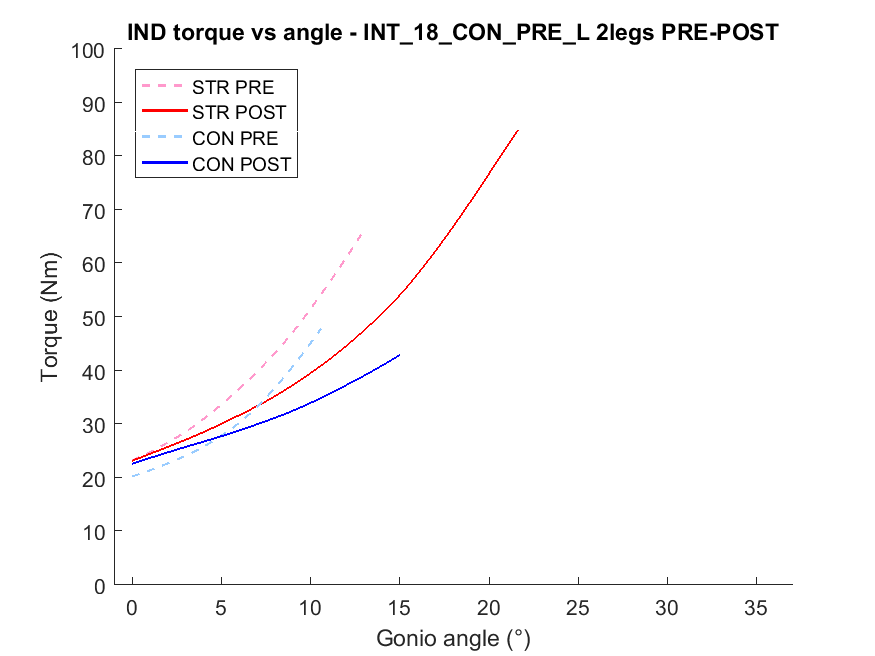 IND torque vs angle - INT_18_CON_PRE_L 2legs PRE-POST
100
90
80
70
60
50
40
30
20
10
0
Torque (Nm)
STR PRE
STR POST
CON PRE
CON POST
0 5 10 15 20 25 30 35
Gonio angle (°)